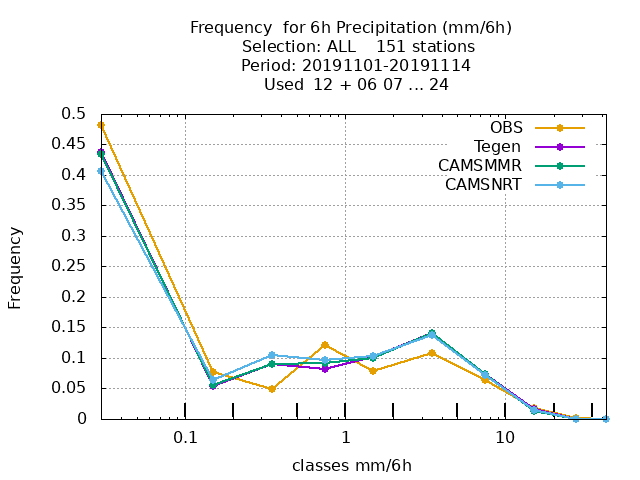 Frequency  for 6h Precipitation (mm/6h)
Selection: ALL    151 stations
Period: 20191101-20191114
Used  12 + 06 07 ... 24
0.5
0.45
0.4
0.35
0.3
0.25
0.2
0.15
0.1
0.05
0
Frequency
OBS
Tegen
CAMSMMR
CAMSNRT
0.1 1 10
classes mm/6h